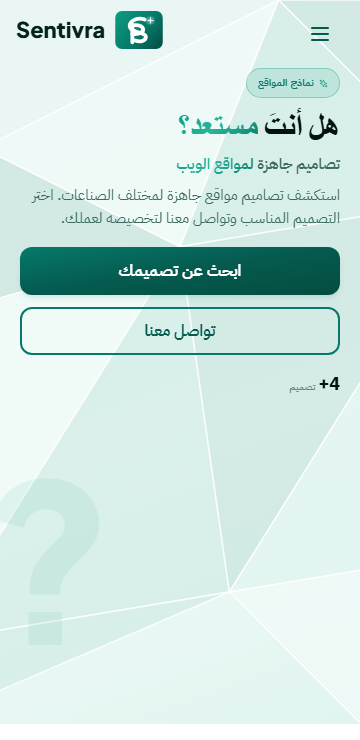 Sentivra
نماذج المواقع
هل أنتَ مستعد؟
تصاميم جاهزة لمواقع الويب
استكشف تصاميم مواقع جاهزة لمختلف الصناعات. اختر
التصميم المناسب وتواصل معنا لتخصيصه لعملك.
ابحث عن تصميمك
تواصل معنا
+4 تصميم
?